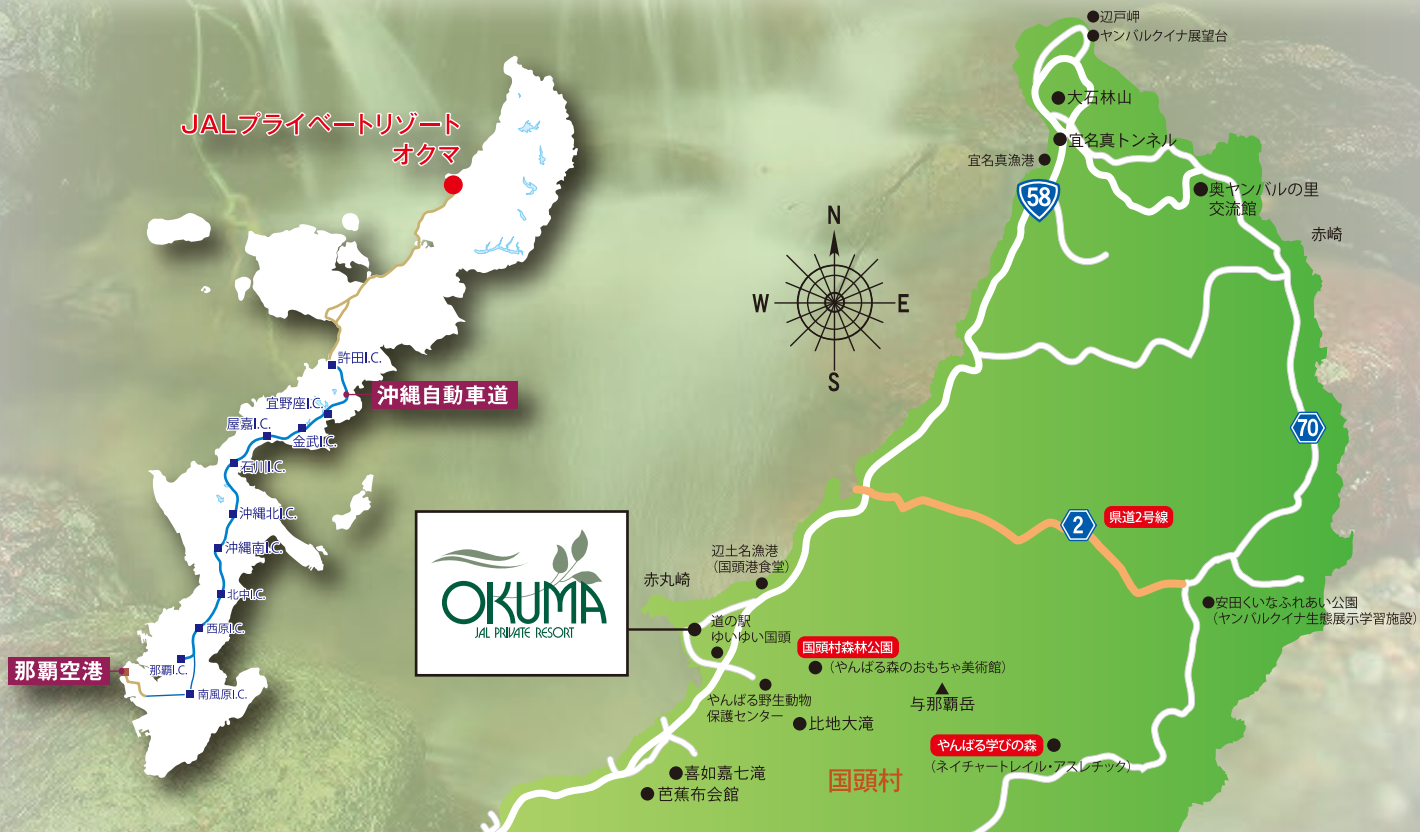 JALプライベートリゾート
オクマ
許田I.C.
沖縄自動車道
宜野座I.C.
屋嘉I.C.
金武I.C.
石川I.C.
沖縄北I.C.
沖縄南I.C.
北中I.C.
西原I.C.
那覇空港
那覇I.C.
南風原I.C.
N
W
E
S
OKUMA
JAL PRIVATE RESORT
辺戸岬
ヤンバルクイナ展望台
大石林山
宜名真トンネル
宜名真漁港
58
奥ヤンバルの里
交流館
赤崎
70
2
県道2号線
辺土名漁港
（国頭港食堂）
赤丸崎
道の駅
ゆいゆい国頭
安田くいなふれあい公園
（ヤンバルクイナ生態展示学習施設）
国頭村森林公園
（やんばる森のおもちゃ美術館）
やんばる野生動物
保護センター
与那覇岳
比地大滝
やんばる学びの森
（ネイチャートレイル・アスレチック）
喜如嘉七滝
国頭村
芭蕉布会館